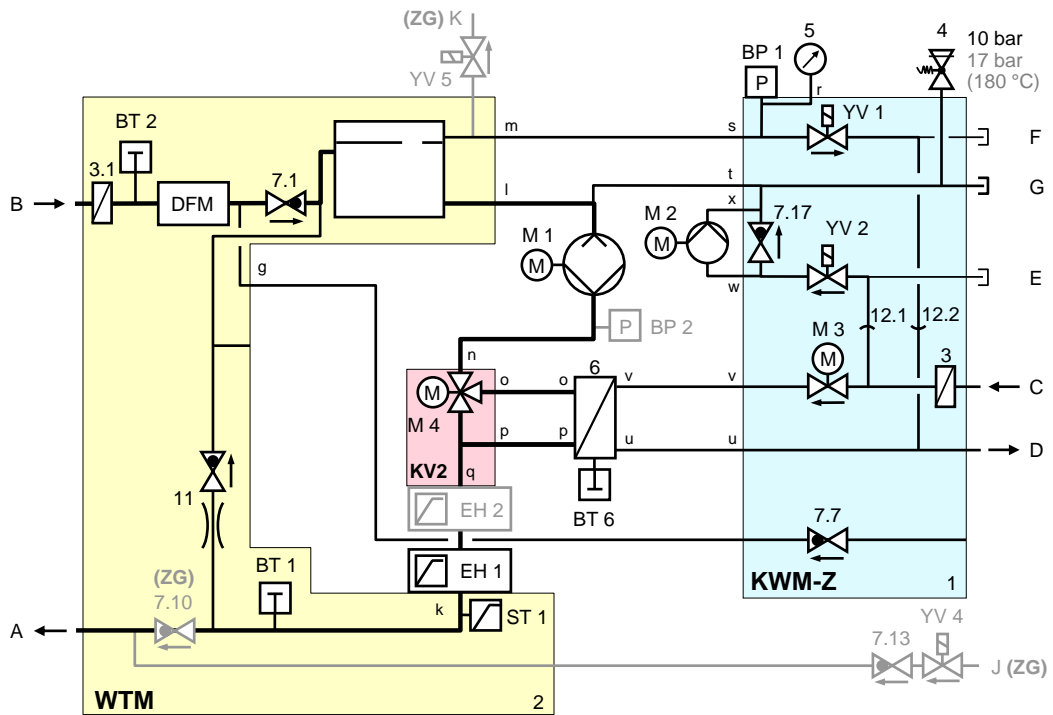 (ZG) K
YV 5
BP 1
P
5
4
10 bar
17 bar
(180 °C)
r
BT 2
3.1
m
s
YV 1
F
t
B
DFM
7.1
l
x
G
M 2
M
7.17
M 1
M
YV 2
g
w
E
P
BP 2
12.1
12.2
M 3
M
n
6
3
M
o
o
v
v
C
M 4
p
p
u
u
D
KV2
q
11
EH 2
BT 6
7.7
EH 1
KWM-Z
1
(ZG)
7.10
BT 1
k
ST 1
A
YV 4
7.13
J (ZG)
WTM
2